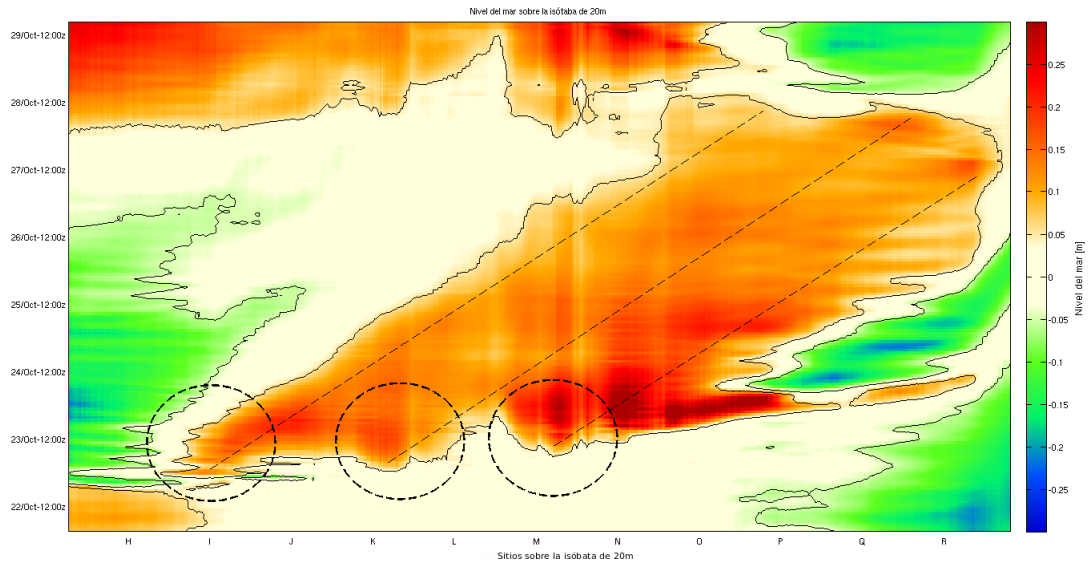 Nivel del mar sobre la isótaba de 20m
29/Oct-12:00z
28/Oct-12:00z
27/Oct-12:00z
26/Oct-12:00z
25/Oct-12:00z
24/Oct-12:00z
23/Oct-12:00z
22/Oct-12:00z
H I J K L M N O P Q R
Sitios sobre la isóbata de 20m
0.25
0.2
0.15
0.1
0.05
0
-0.05
-0.1
-0.15
-0.2
-0.25
Nivel del mar [m]